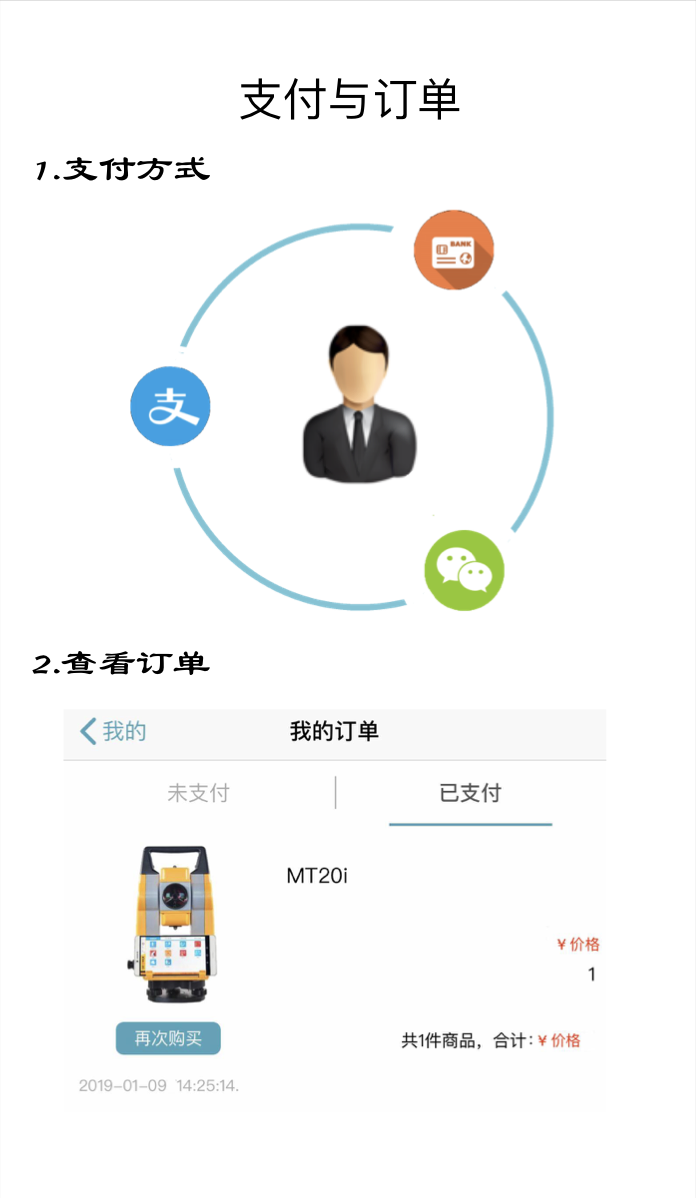 支付与订单
1.支付方式
BANK
支
2.查看订单
我的 我的订单
未支付 已支付
MT20i
¥价格
1
再次购买 共1件商品，合计:¥价格
2019-01-09 14:25:14.